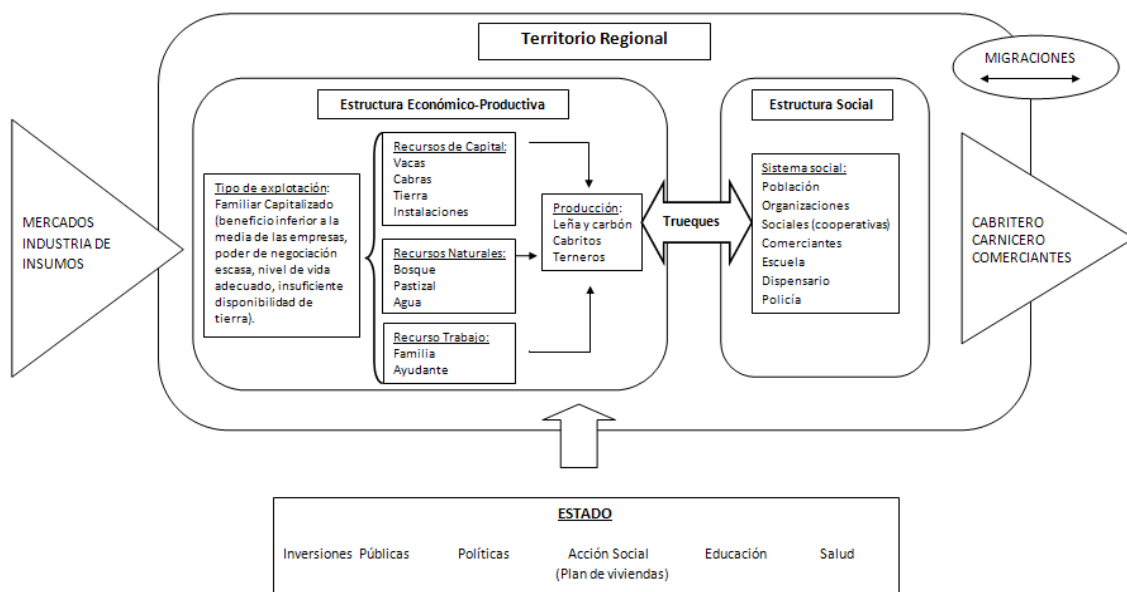 Territorio Regional
MIGRACIONES
Estructura Económico-Productiva
Estructura Social
MERCADOS
INDUSTRIA DE
INSUMOS
Tipo de explotación:
Familiar Capitalizado
(beneficio inferior a la
media de las empresas,
poder de negociación
escasa, nivel de vida
adecuado, insuficiente
disponibilidad de
tierra).
Recursos de Capital:
Vacas
Cabras
Tierra
Instalaciones
Recursos Naturales:
Bosque
Pastizal
Agua
Recurso Trabajo:
Familia
Ayudante
Producción:
Leña y carbón
Cabritos
Terneros
Trueques
Sistema social:
Población
Organizaciones
Sociales (cooperativas)
Comerciantes
Escuela
Dispensario
Policía
CABRITERO
CARNICERO
COMERCIANTES
ESTADO
Inversiones Públicas Políticas Acción Social Educación Salud
(Plan de viviendas)